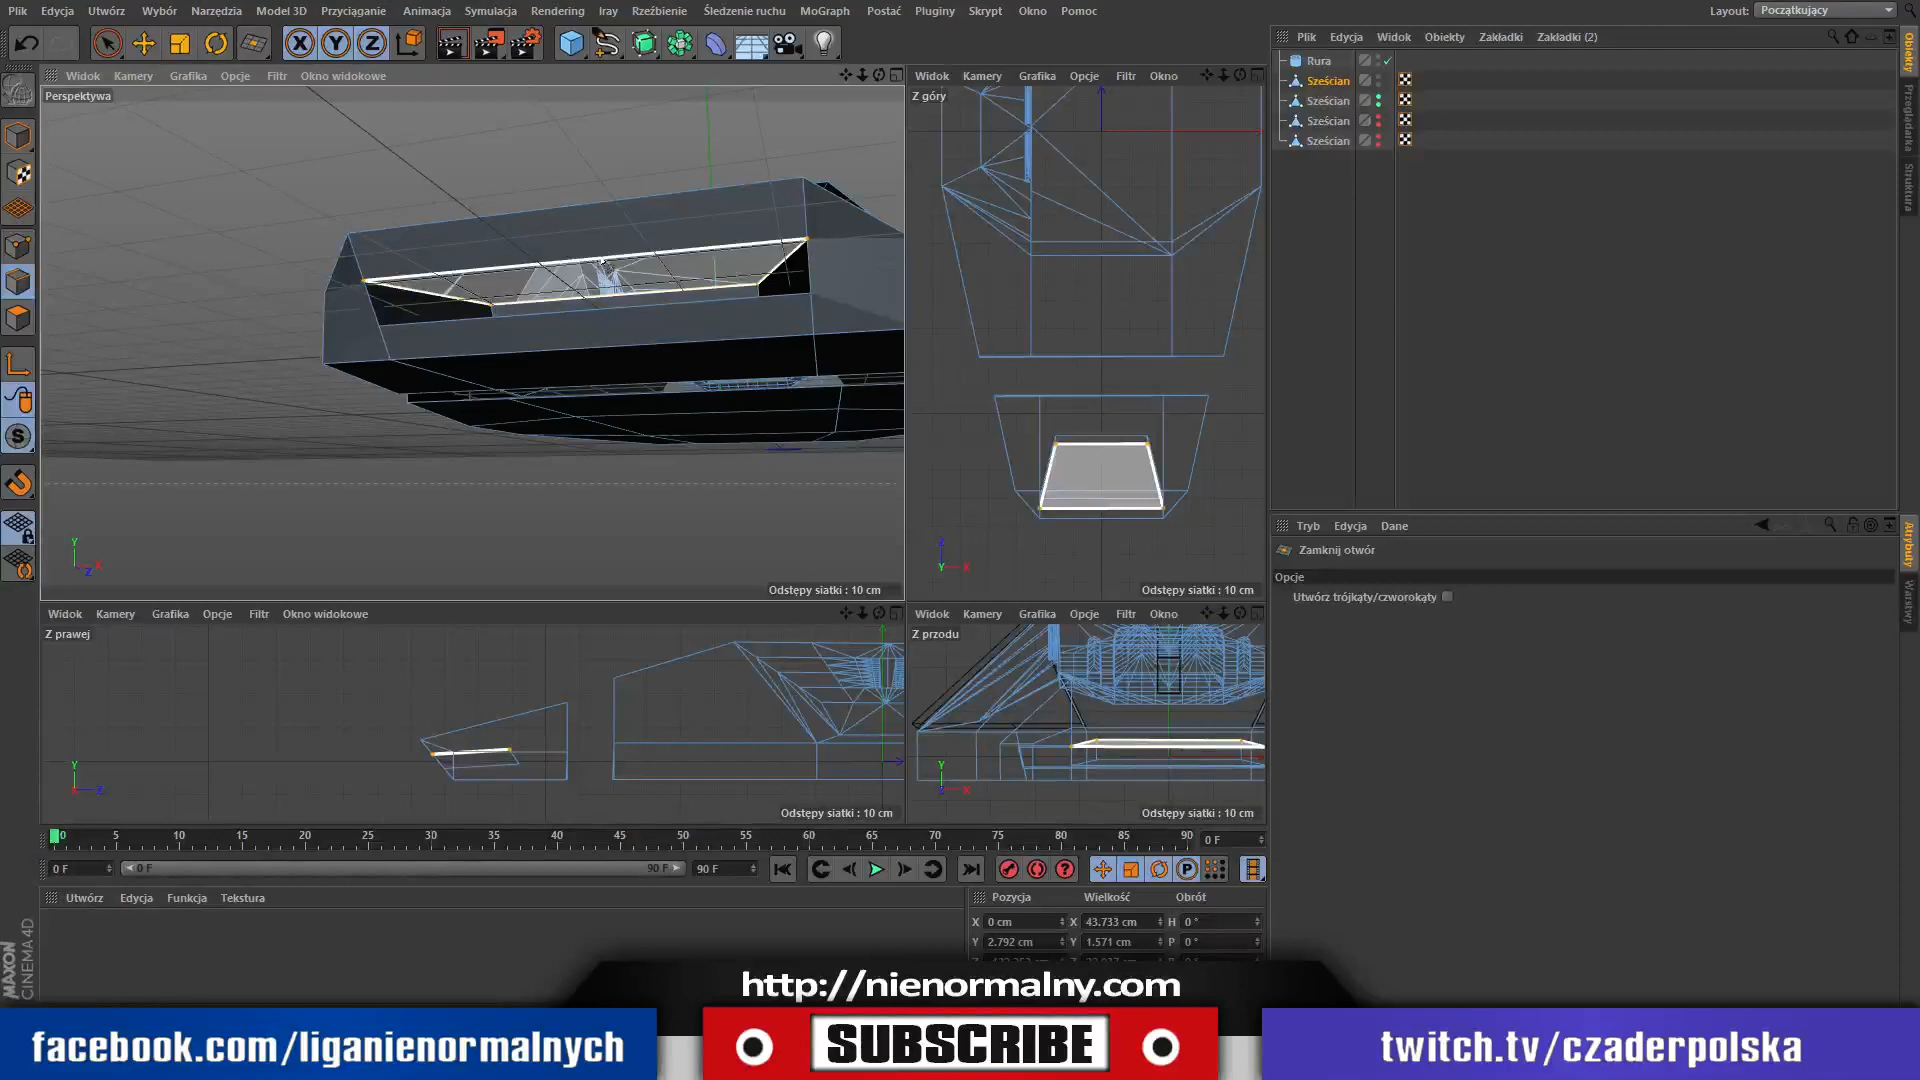 Plik Edycja Utwórz Wybór Narzędzia Model 3D Przyciąganie Animacja Symulacja Rendering Iray Rzeźbienie Śledzenie ruchu MoGraph Postać Pluginy Skrypt Okno Pomoc
Layout: Początkujący
X Y Z
Widok Kamery Grafika Opcje Filtr Okno widokowe
Perspektywa
Odstępy siatki : 10 cm
Widok Kamery Grafika Opcje Filtr Okno
Z góry
Odstępy siatki : 10 cm
Widok Kamery Grafika Opcje Filtr Okno widokowe
Z prawej
Odstępy siatki : 10 cm
Widok Kamery Grafika Opcje Filtr Okno
Z przodu
Odstępy siatki : 10 cm
Plik Edycja Widok Obiekty Zakładki Zakładki (2)
Rura
Sześcian
Sześcian
Sześcian
Sześcian
Obiekty
Przeglądarka
Struktura
Tryb Edycja Dane
Zamknij otwór
Opcje
Utwórz trójkąty/czworokąty
Atrybuty
Warstwy
0 5 10 15 20 25 30 35 40 45 50 55 60 65 70 75 80 85 90 0 F
0 F 0 F 90 F 90 F
Utwórz Edycja Funkcja Tekstura
Pozycja Wielkość Obrót
X 0 cm X 43.733 cm H 0 °
Y 2.792 cm Y 1.571 cm P 0 °
MAXON
CINEMA 4D
http://nienormalny.com
facebook.com/liganienormalnych
SUBSCRIBE
twitch.tv/czaderpolska